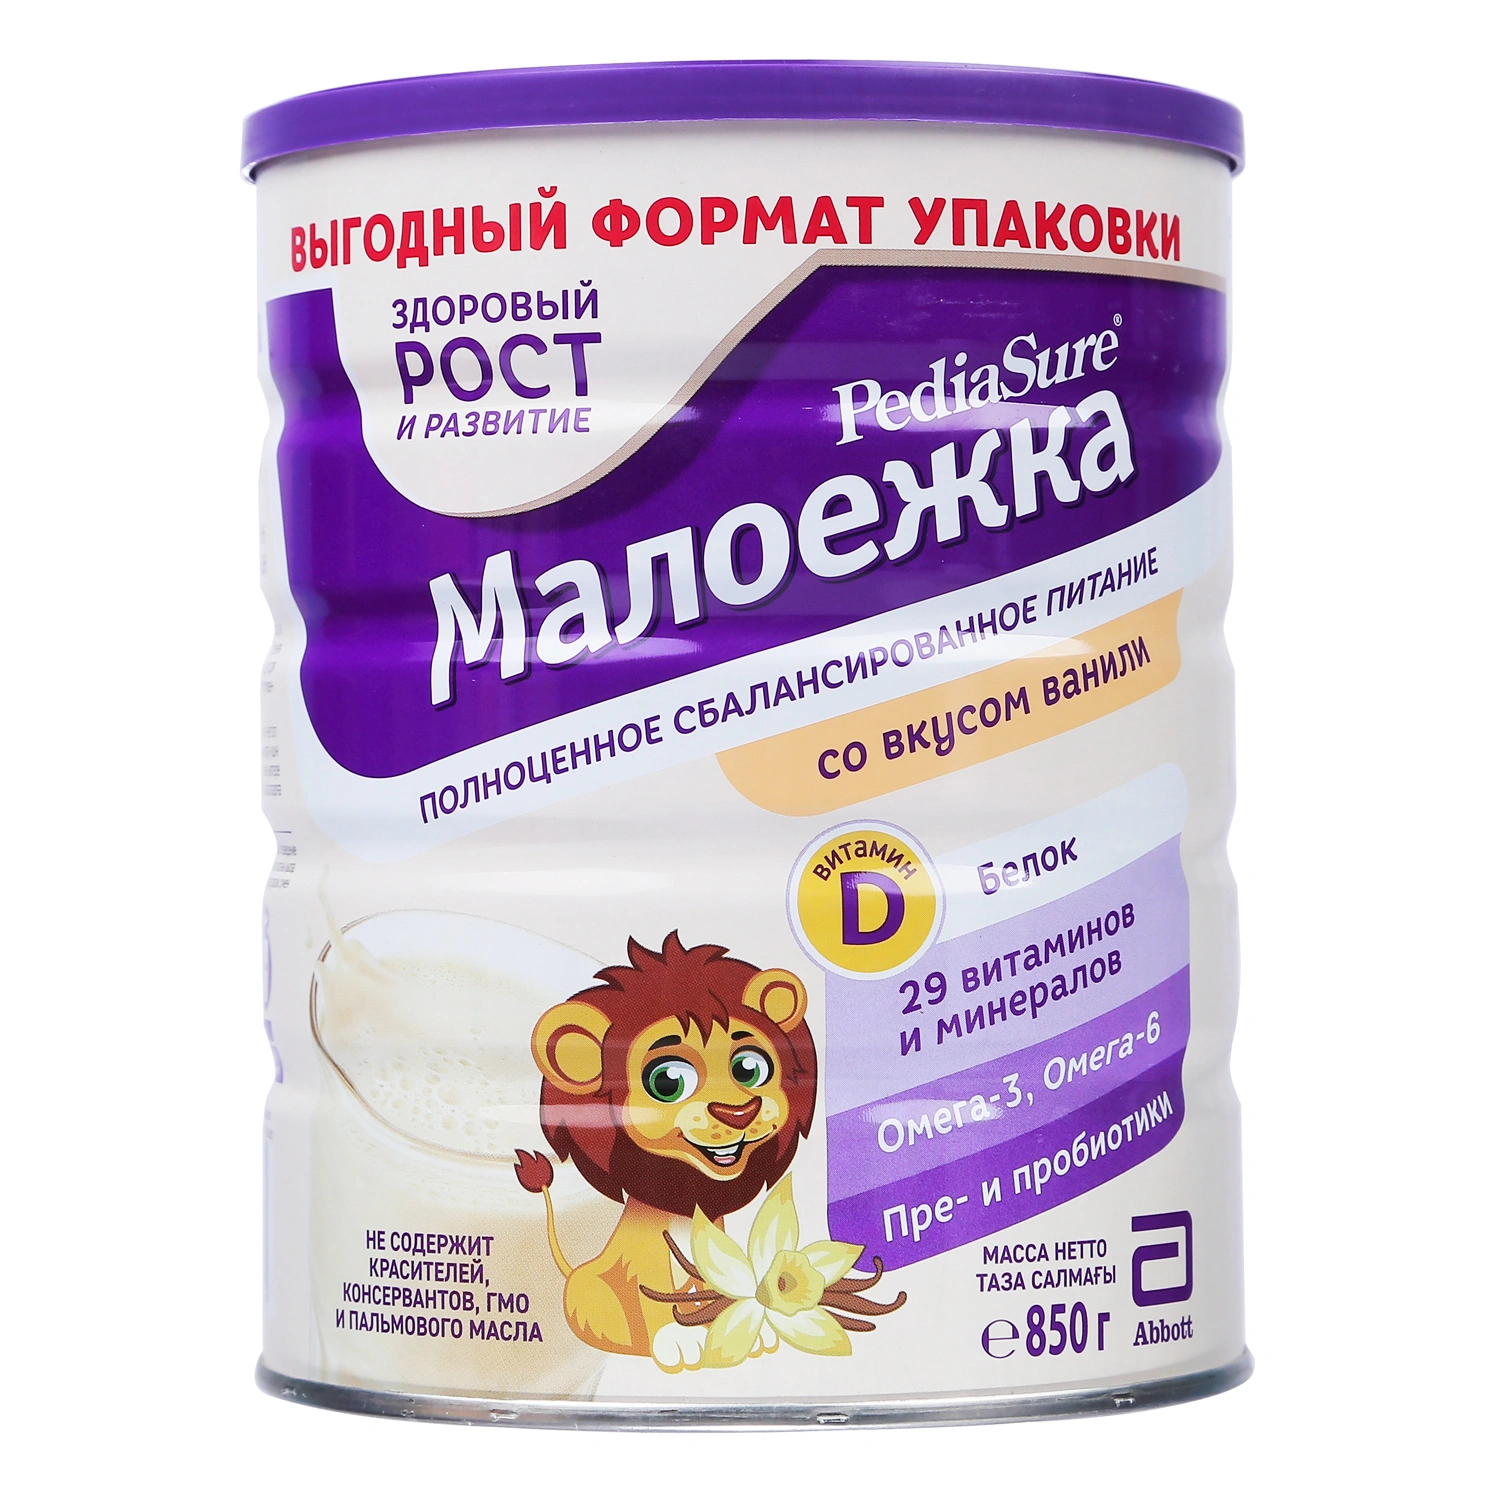 ВЫГОДНЫЙ ФОРМАТ УПАКОВКИ
ЗДОРОВЫЙ
РОСТ
И РАЗВИТИЕ
PediaSure®
Малоежка
ПОЛНОЦЕННОЕ СБАЛАНСИРОВАННОЕ ПИТАНИЕ
со вкусом ванили
ВИТАМИН
D
Белок
29 витаминов
и минералов
Омега-3, Омега-6
Пре- и пробиотики
НЕ СОДЕРЖИТ
КРАСИТЕЛЕЙ,
КОНСЕРВАНТОВ, ГМО
И ПАЛЬМОВОГО МАСЛА
МАССА НЕТТО
ТАЗА САЛМАҒЫ
℮850 г
Abbott